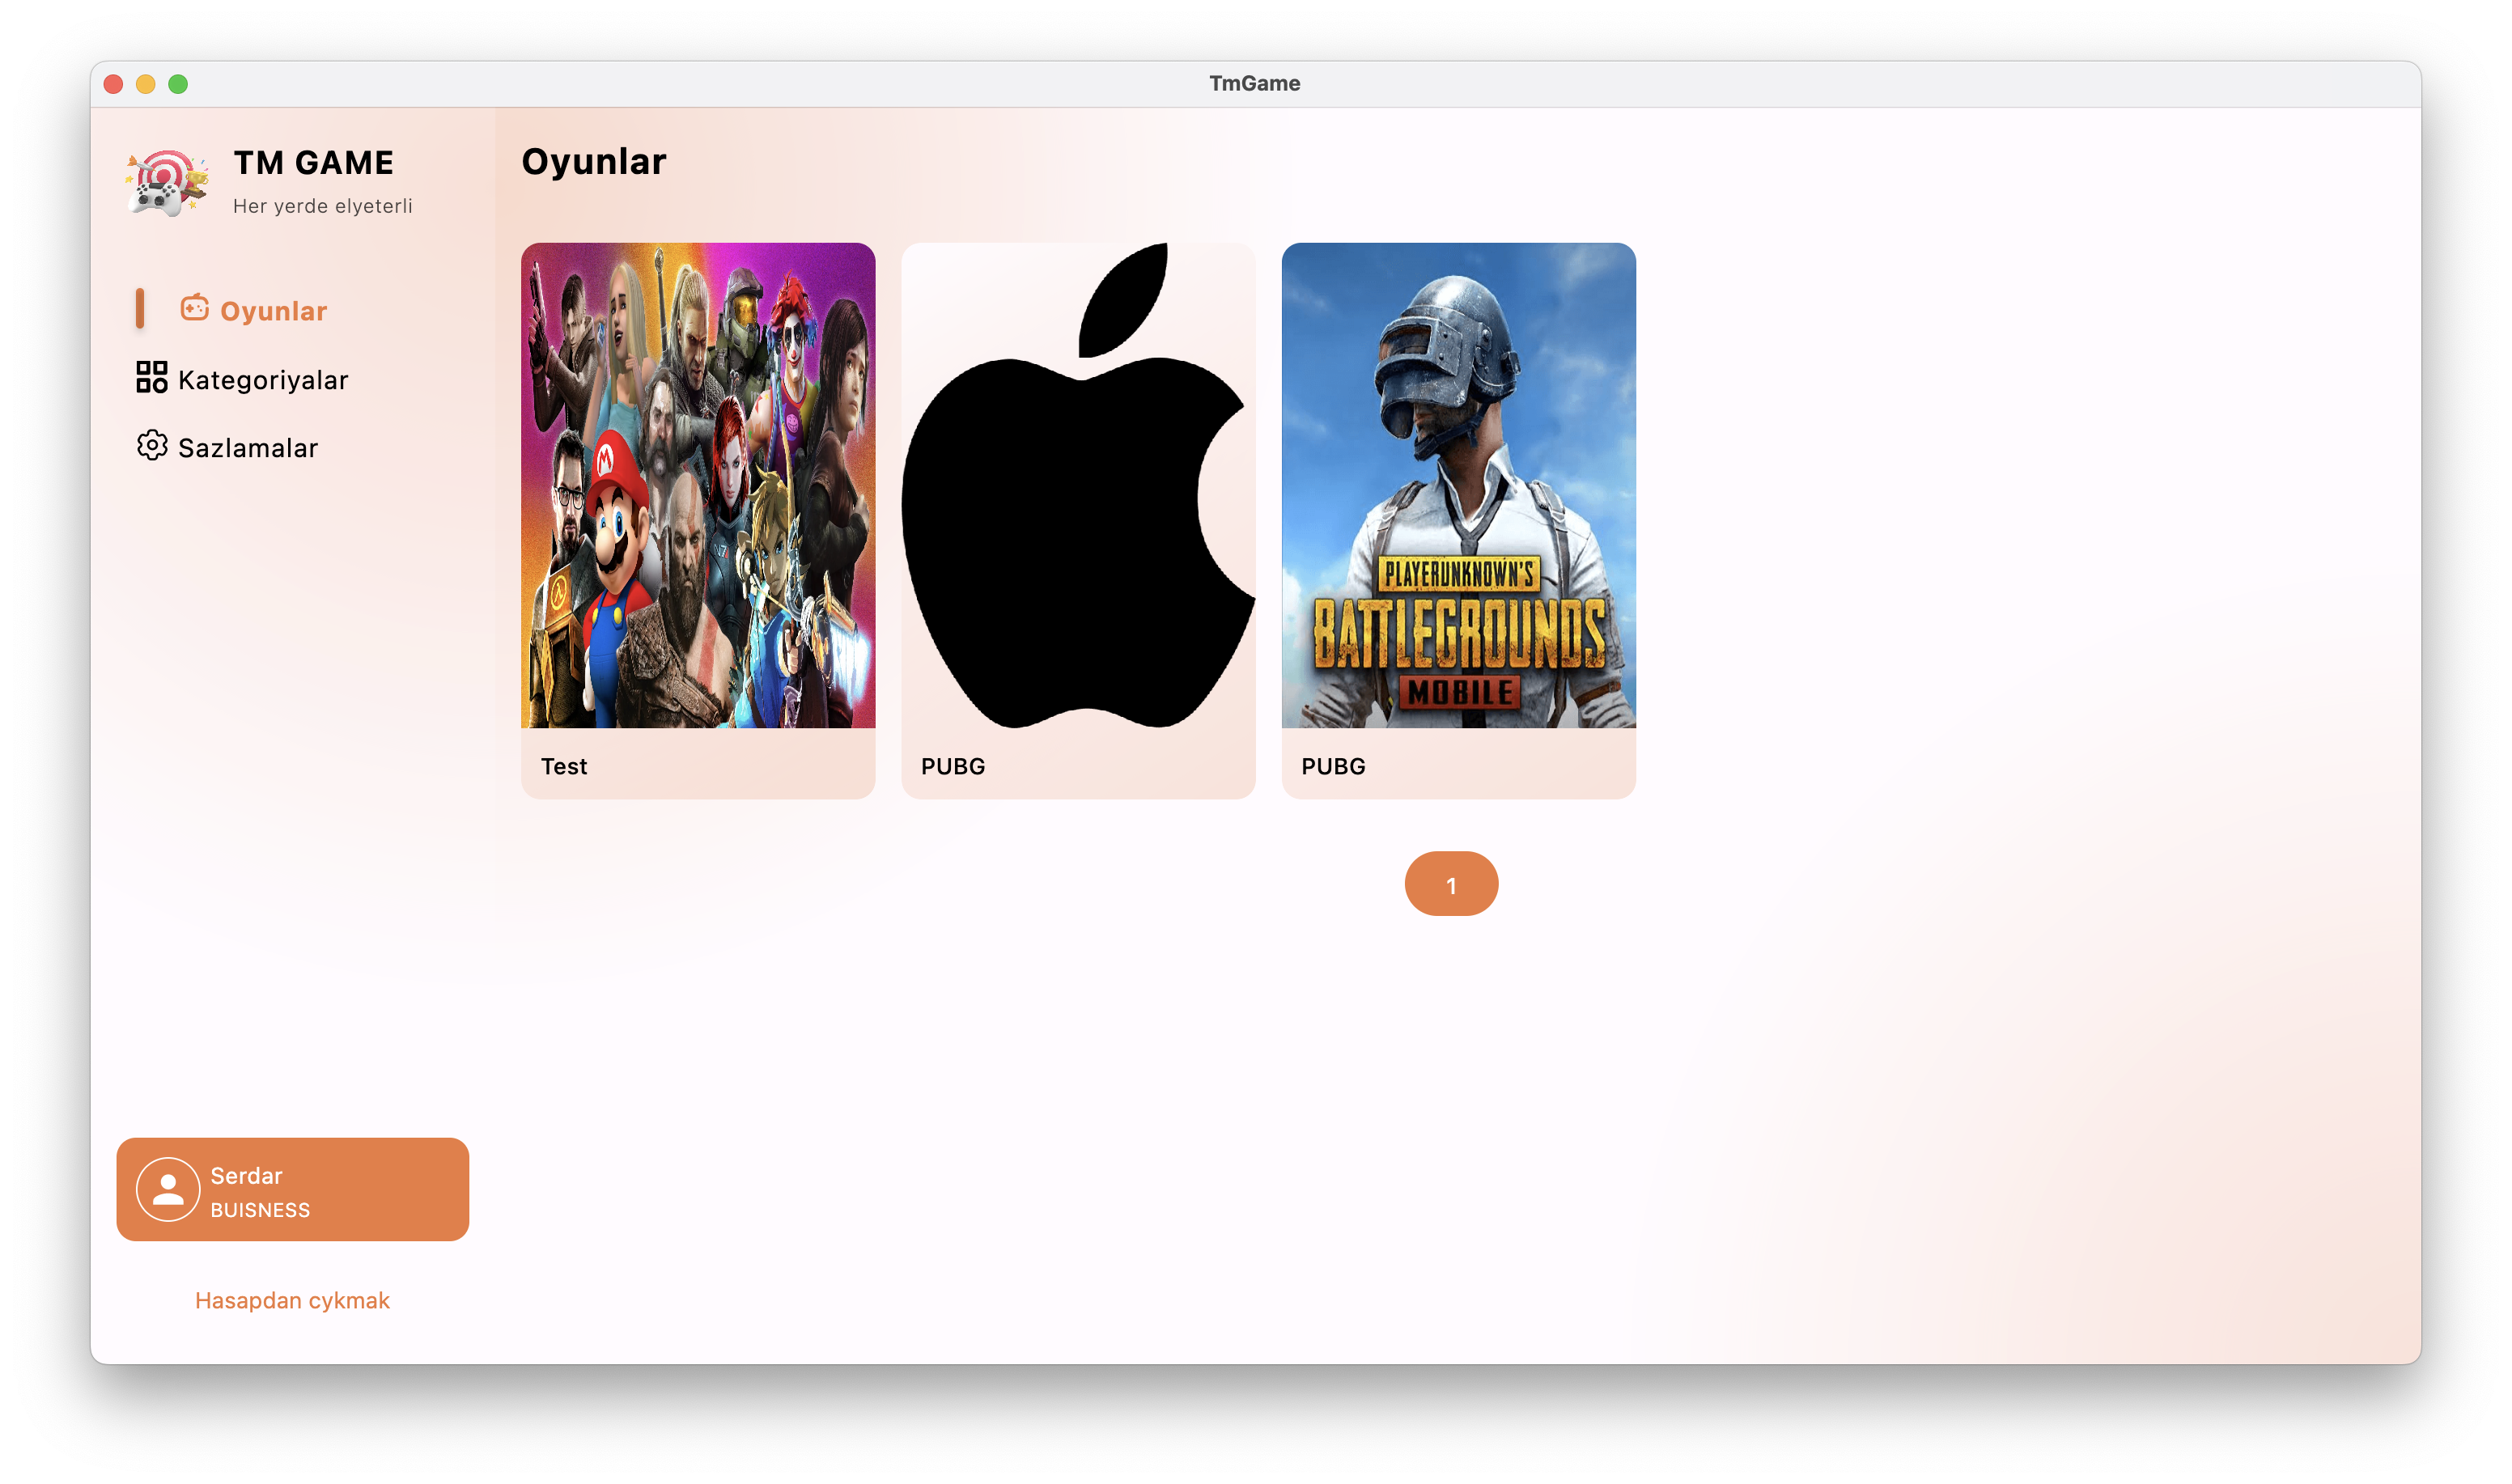 TmGame
TM GAME
Her yerde elyeterli
Oyunlar
Kategoriyalar
Sazlamalar
Oyunlar
M
N7
PLAYERUNKNOWN'S
BATTLEGROUNDS
MOBILE
Test
PUBG
PUBG
1
Serdar
BUISNESS
Hasapdan cykmak